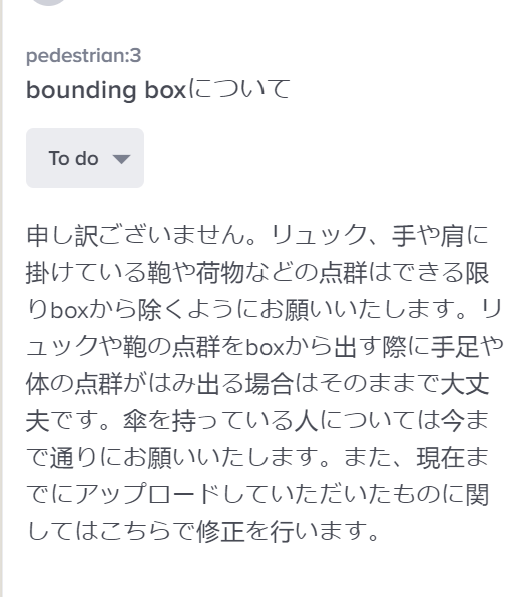 pedestrian:3
bounding boxについて
To do
申し訳ございません。リュック、手や肩に
掛けている鞄や荷物などの点群はできる限
りboxから除くようにお願いいたします。リ
ュックや鞄の点群をboxから出す際に手足や
体の点群がはみ出る場合はそのままで大丈
夫です。傘を持っている人については今ま
で通りにお願いいたします。また、現在ま
でにアップロードしていただいたものに関
してはこちらで修正を行います。